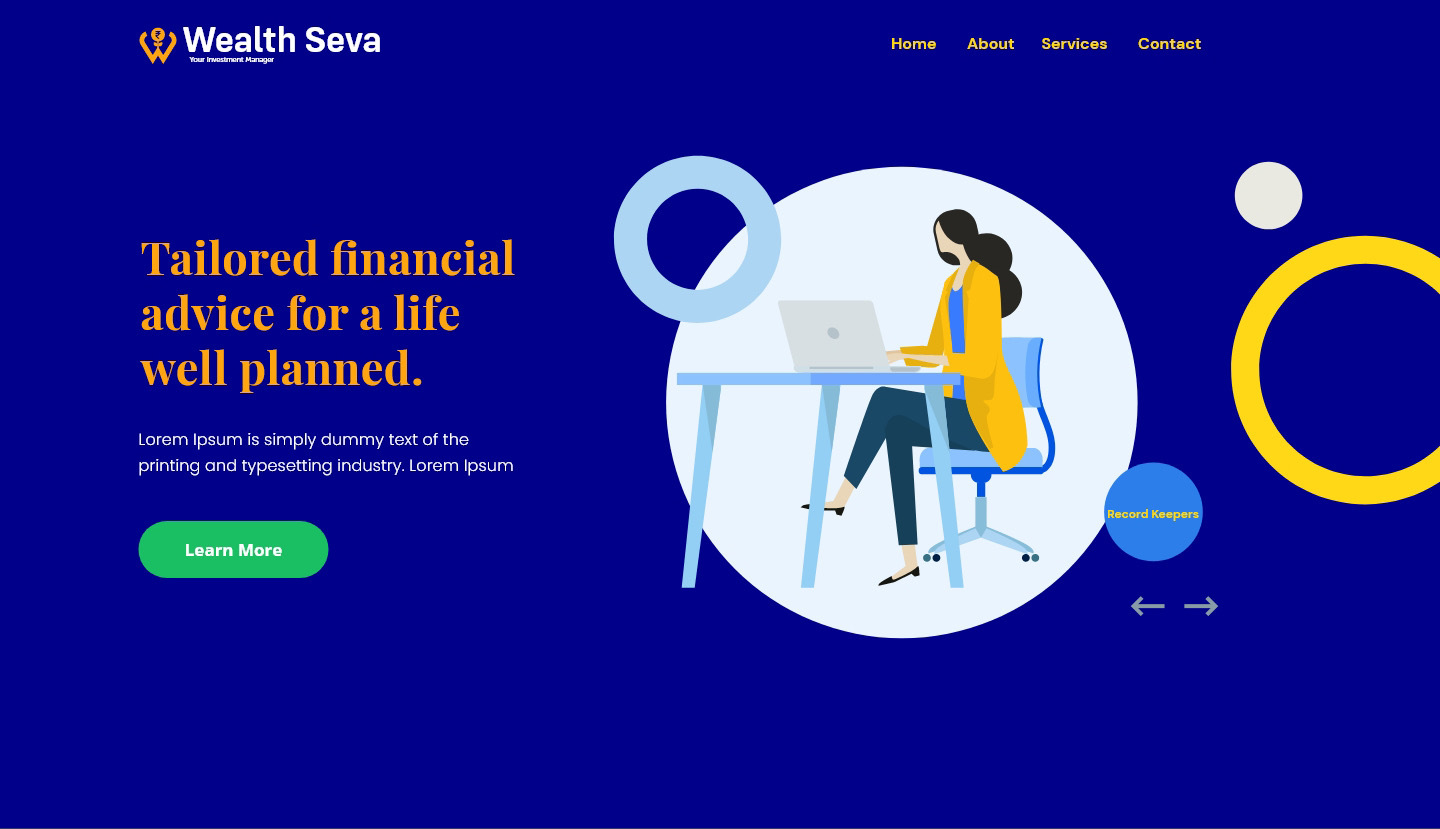 Wealth Seva
Your Investment Manager
Home About Services Contact
Tailored financial
advice for a life
well planned.
Lorem Ipsum is simply dummy text of the
printing and typesetting industry. Lorem Ipsum
Learn More
Record Keepers